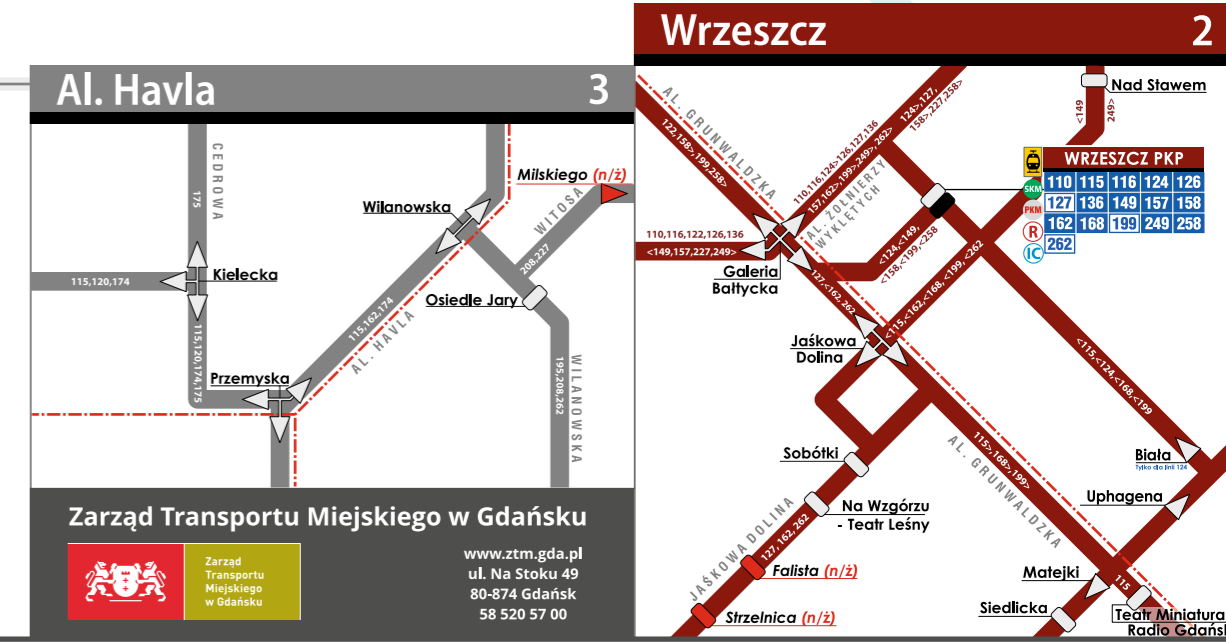 Al. Havla 3
CEDROWA
175
115,120,174
Kielecka
115,120,174,175
Przemyska
115,162,174
AL. HAVLA
Wilanowska
Milskiego (n/ż)
WITOSA
208,227
Osiedle Jary
195,208,262
WILANOWSKA
Zarząd Transportu Miejskiego w Gdańsku
Zarząd
Transportu
Miejskiego
w Gdańsku
www.ztm.gda.pl
ul. Na Stoku 49
80-874 Gdańsk
58 520 57 00
Wrzeszcz 2
AL. GRUNWALDZKA
122,158>,199,258>
110,116,124>126,127,136
157,162>,199>249>,262>
124>,127,
158>,227,258>
AL. ŻOŁNIERZY
WYKLĘTYCH
Nad Stawem
<149
249>
WRZESZCZ PKP
SKM
PKM
R
IC
110 115 116 124 126
127 136 149 157 158
162 168 199 249 258
262
110,116,122,126,136
<149,157,227,249>
Galeria
Bałtycka
<124,<149,
<158,<199,<258
127,<162,262
<115,<162,<168, <199, <262
Jaśkowa
Dolina
<115,<124,<168,<199
Biała
Tylko dla linii 124
Uphagena
115>,168>,199>
AL. GRUNWALDZKA
Sobótki
Na Wzgórzu
- Teatr Leśny
127, 162, 262
JAŚKOWA DOLINA
Falista (n/ż)
Strzelnica (n/ż)
Matejki
115
Siedlicka
Teatr Miniatura
Radio Gdańsk